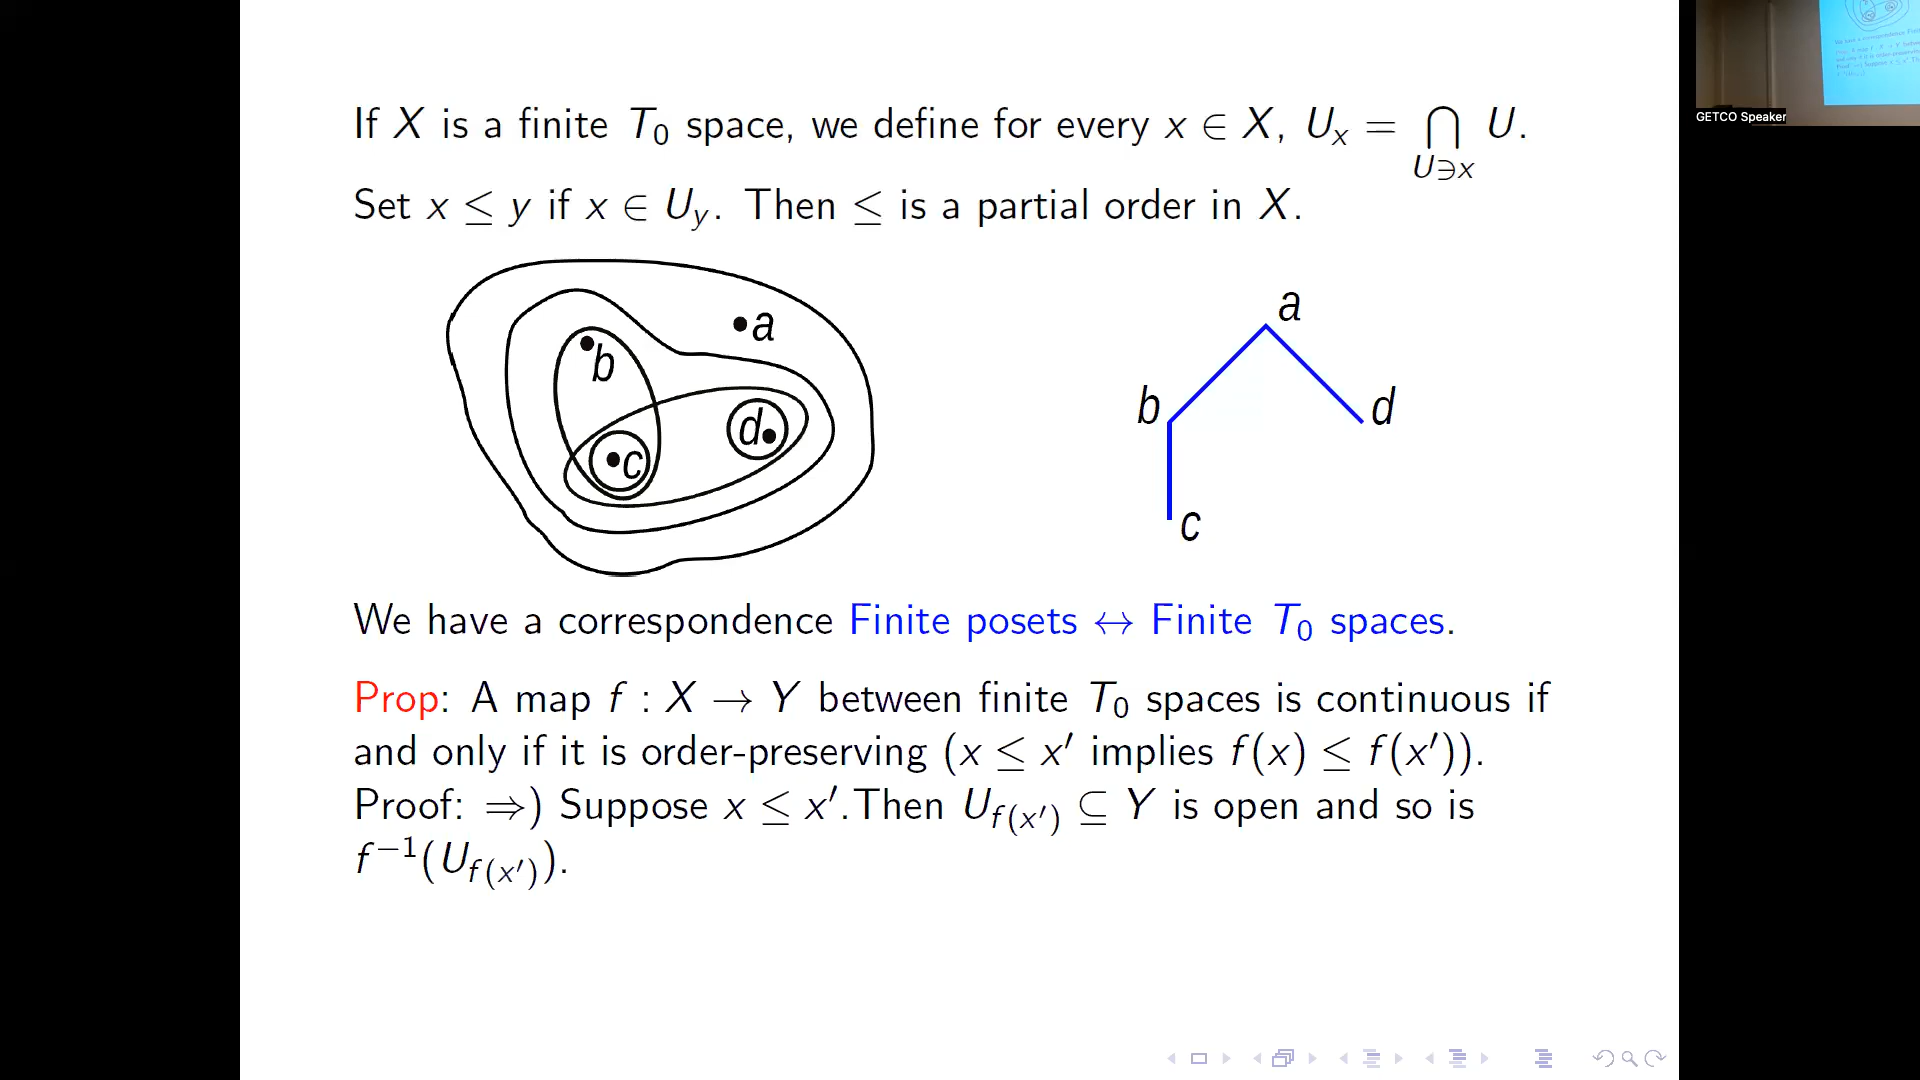 If X is a finite T₀ space, we define for every x ∈ X, Uₓ = ⋂ U.
U∋x
Set x ≤ y if x ∈ U_y. Then ≤ is a partial order in X.
a
b
c
d
a
b
d
c
We have a correspondence Finite posets ↔ Finite T₀ spaces.
Prop: A map f : X → Y between finite T₀ spaces is continuous if
and only if it is order-preserving (x ≤ x′ implies f(x) ≤ f(x′)).
Proof: ⇒) Suppose x ≤ x′.Then U_{f(x′)} ⊆ Y is open and so is
f⁻¹(U_{f(x′)}).
GETCO Speaker